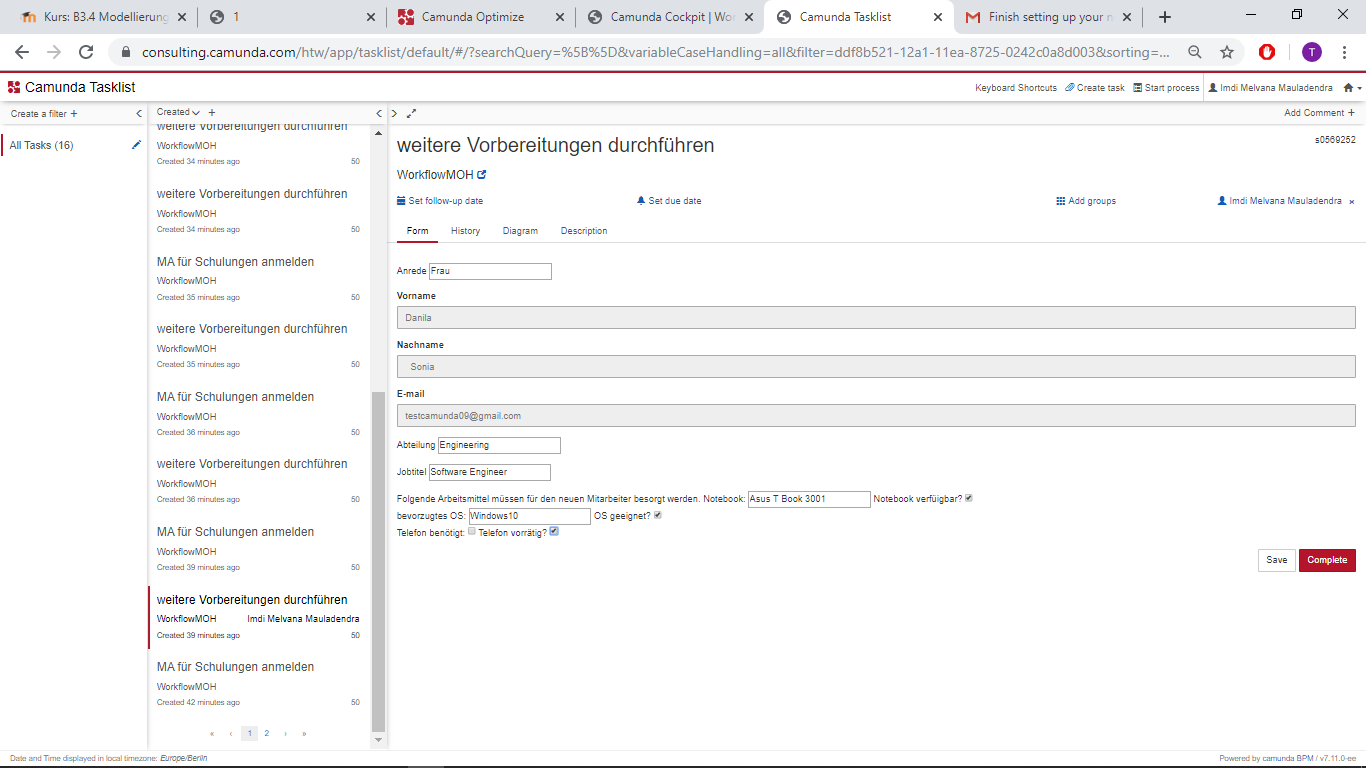 Kurs: B3.4 Modellierung
1
Camunda Optimize
Camunda Cockpit | Wo
Camunda Tasklist
Finish setting up your n
consulting.camunda.com/htw/app/tasklist/default/#/?searchQuery=%5B%5D&variableCaseHandling=all&filter=ddf8b521-12a1-11ea-8725-0242c0a8d003&sorting=...
T
Camunda Tasklist
Keyboard Shortcuts Create task Start process Imdi Melvana Mauladendra
Create a filter +
Created +
Add Comment +
All Tasks (16)
weitere Vorbereitungen durchführen
WorkflowMOH
Created 34 minutes ago 50
weitere Vorbereitungen durchführen
WorkflowMOH
Created 34 minutes ago 50
MA für Schulungen anmelden
WorkflowMOH
Created 35 minutes ago 50
weitere Vorbereitungen durchführen
WorkflowMOH
Created 35 minutes ago 50
MA für Schulungen anmelden
WorkflowMOH
Created 36 minutes ago 50
weitere Vorbereitungen durchführen
WorkflowMOH
Created 36 minutes ago 50
MA für Schulungen anmelden
WorkflowMOH
Created 39 minutes ago 50
weitere Vorbereitungen durchführen
WorkflowMOH Imdi Melvana Mauladendra
Created 39 minutes ago 50
MA für Schulungen anmelden
WorkflowMOH
Created 42 minutes ago 50
« ‹ 1 2 › »
weitere Vorbereitungen durchführen
s0569252
WorkflowMOH
Set follow-up date Set due date Add groups Imdi Melvana Mauladendra ×
Form History Diagram Description
Anrede Frau
Vorname
Danila
Nachname
Sonia
E-mail
testcamunda09@gmail.com
Abteilung Engineering
Jobtitel Software Engineer
Folgende Arbeitsmittel müssen für den neuen Mitarbeiter besorgt werden. Notebook: Asus T Book 3001 Notebook verfügbar?
bevorzugtes OS: Windows10 OS geeignet?
Telefon benötigt: Telefon vorrätig?
Save Complete
Date and Time displayed in local timezone: Europe/Berlin
Powered by camunda BPM / v7.11.0-ee